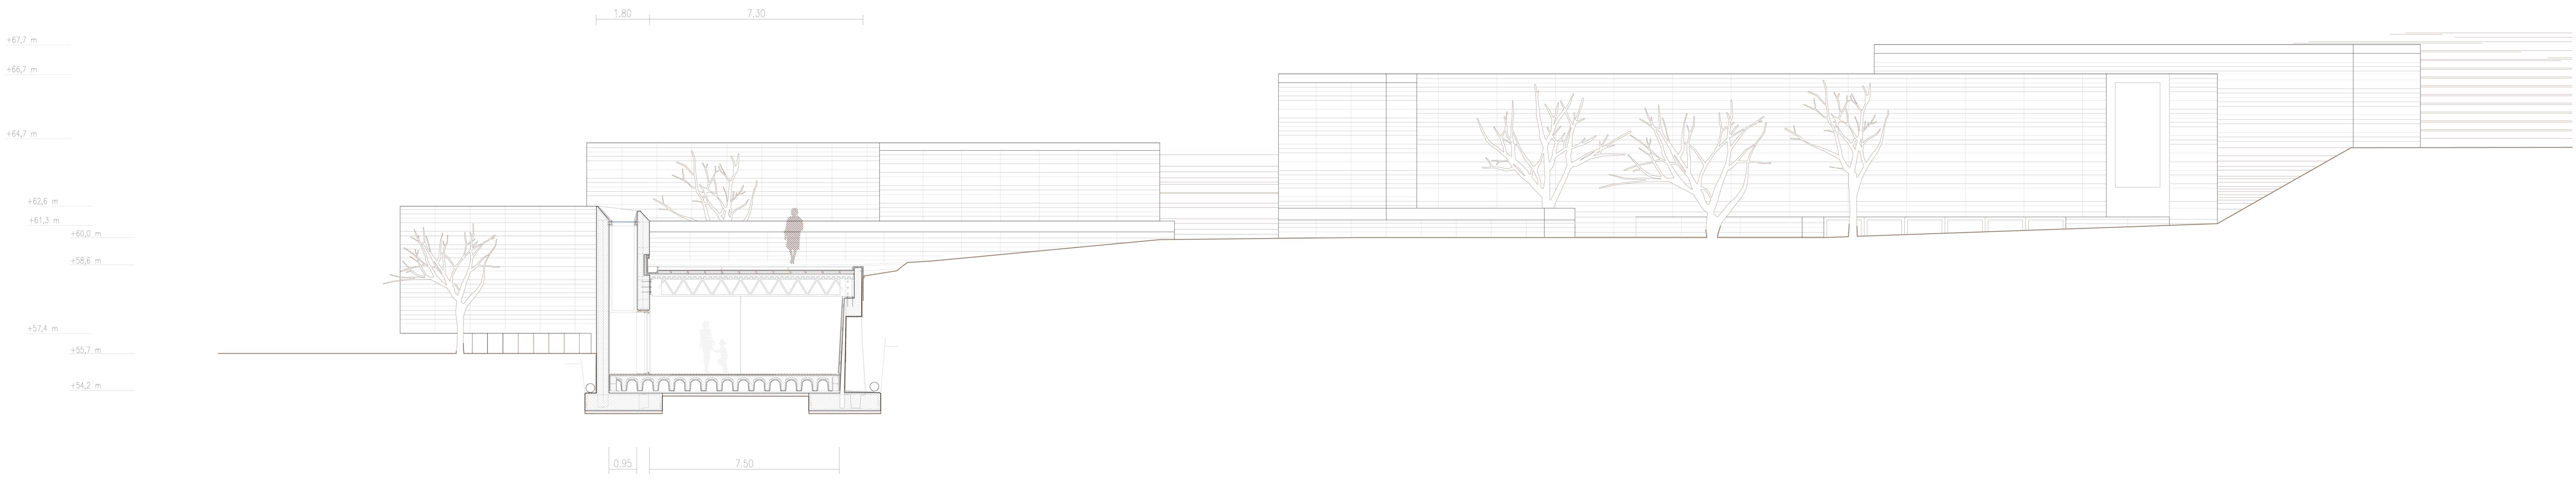 1.80 7.30
+67,7 m
+66,7 m
+64,7 m
+62,6 m
+61,3 m
+60,0 m
+58,6 m
+57,4 m
+55,7 m
+54,2 m
0.95 7.50